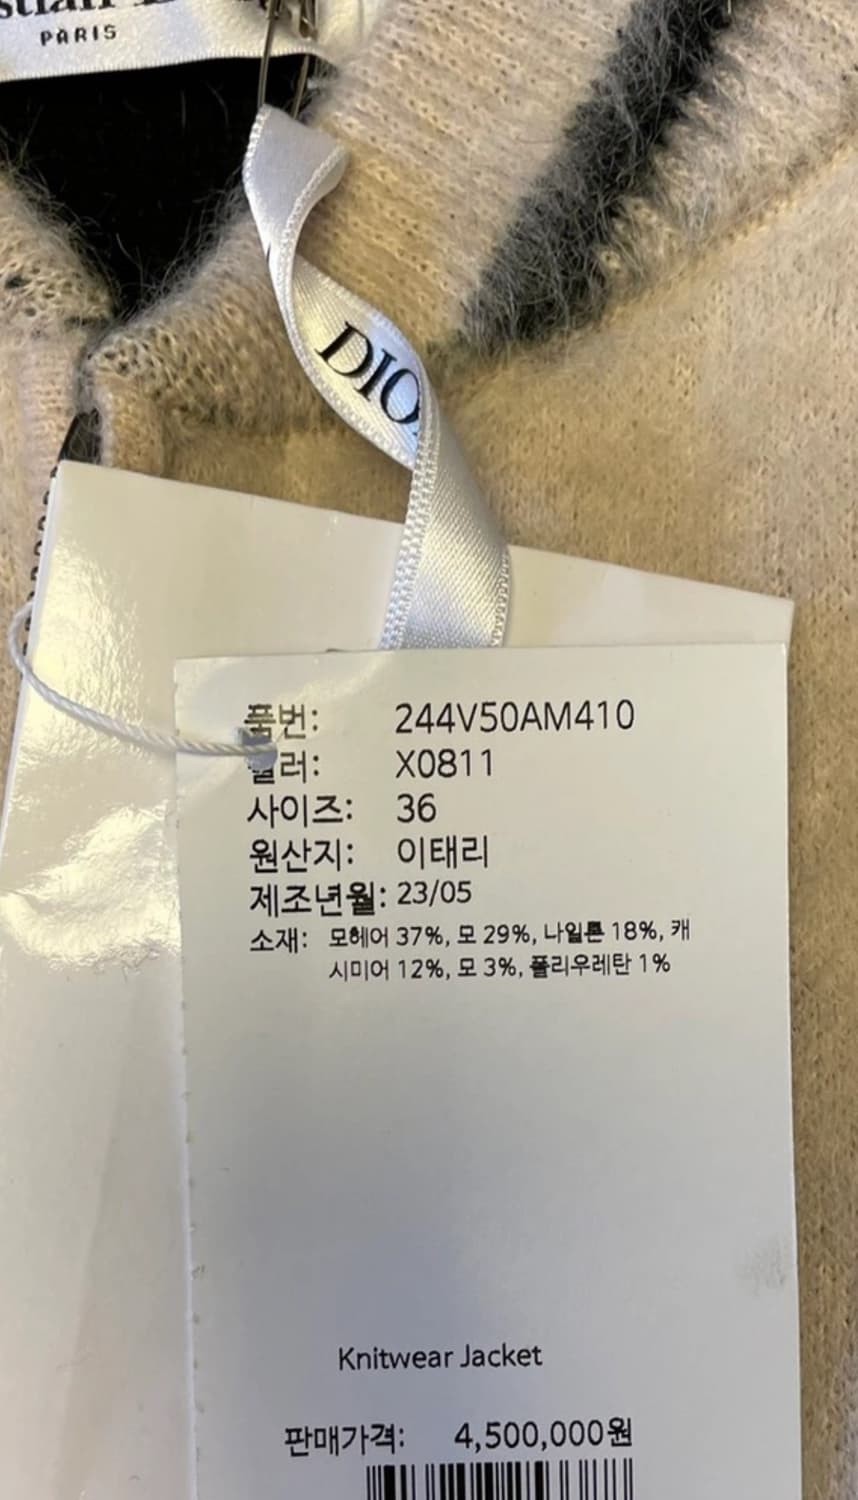 PARIS
DIO
품번: 244V50AM410
컬러: X0811
사이즈: 36
원산지: 이태리
제조년월: 23/05
소재: 모헤어 37%, 모 29%, 나일론 18%, 캐
시미어 12%, 모 3%, 폴리우레탄 1%
Knitwear Jacket
판매가격: 4,500,000원